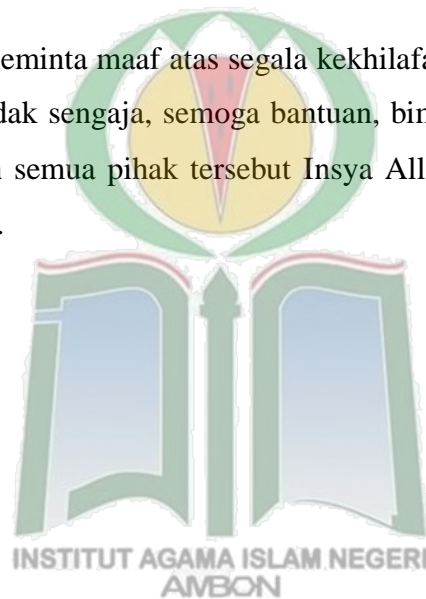 eminta maaf atas segala kekhilafa
dak sengaja, semoga bantuan, bin
semua pihak tersebut Insya All
.
INSTITUT AGAMA ISLAM NEGERI
AMBON